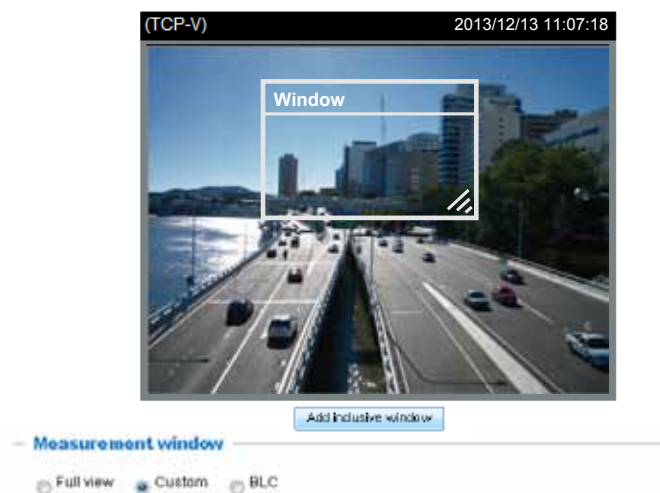 (TCP-V) 2013/12/13 11:07:18
Window
Add inclusive window
Measurement window
Full view Custom BLC